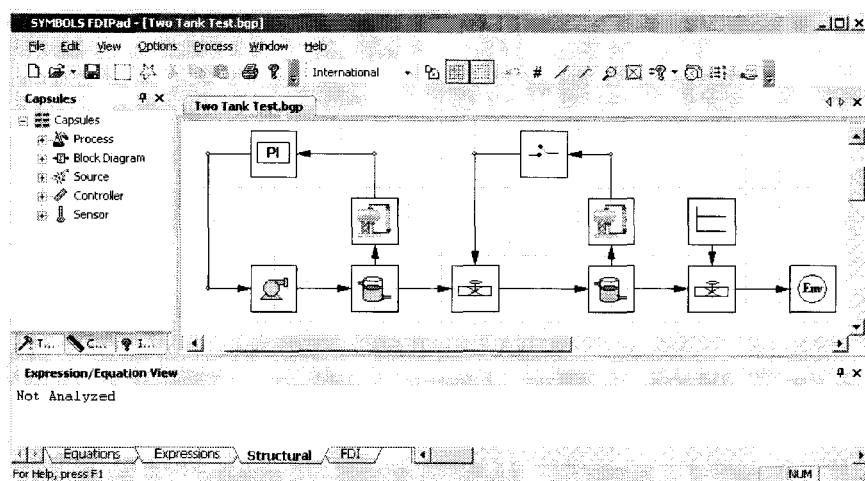 SYMBOLS FDIPad - [Two Tank Test.bgp]
File Edit View Options Process Window Help
International
Capsules
Two Tank Test.bgp
Capsules
Process
Block Diagram
Source
Controller
Sensor
PI
Env
T... C... I...
Expression/Equation View
Not Analyzed
Equations Expressions Structural FDI
For Help, press F1
NUM